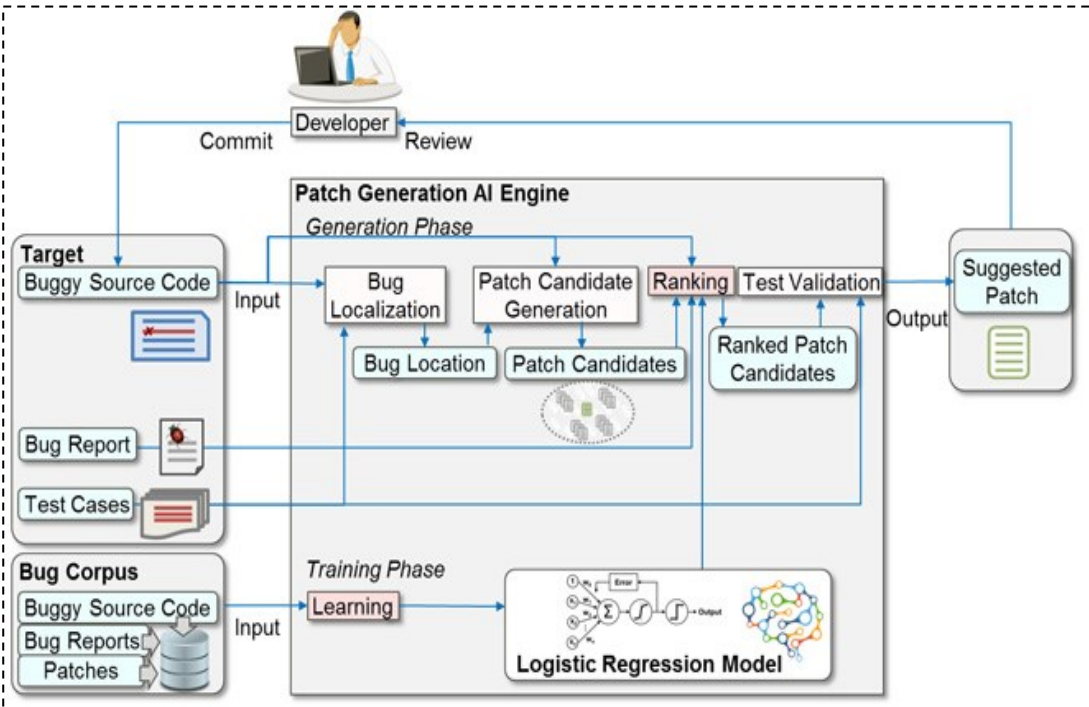 Developer
Commit
Review
Patch Generation AI Engine
Generation Phase
Target
Buggy Source Code
Input
Bug
Localization
Patch Candidate
Generation
Ranking
Test Validation
Output
Suggested
Patch
Bug Location
Patch Candidates
Ranked Patch
Candidates
Bug Report
Test Cases
Bug Corpus
Buggy Source Code
Bug Reports
Patches
Input
Training Phase
Learning
Error
Σ
Output
Logistic Regression Model